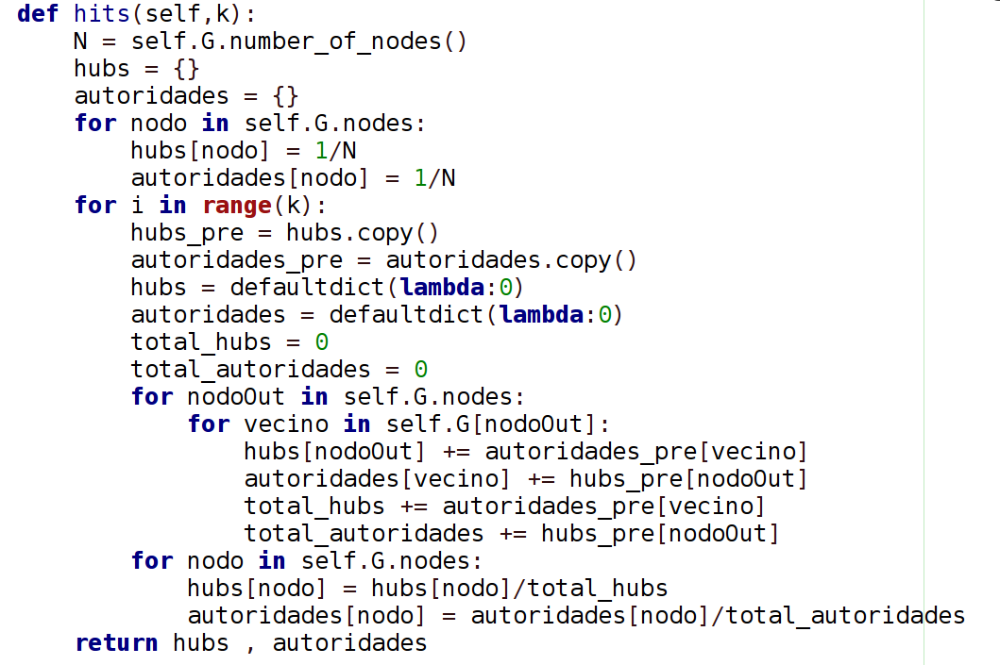 def hits(self,k):
    N = self.G.number_of_nodes()
    hubs = {}
    autoridades = {}
    for nodo in self.G.nodes:
        hubs[nodo] = 1/N
        autoridades[nodo] = 1/N
    for i in range(k):
        hubs_pre = hubs.copy()
        autoridades_pre = autoridades.copy()
        hubs = defaultdict(lambda:0)
        autoridades = defaultdict(lambda:0)
        total_hubs = 0
        total_autoridades = 0
        for nodoOut in self.G.nodes:
            for vecino in self.G[nodoOut]:
                hubs[nodoOut] += autoridades_pre[vecino]
                autoridades[vecino] += hubs_pre[nodoOut]
                total_hubs += autoridades_pre[vecino]
                total_autoridades += hubs_pre[nodoOut]
        for nodo in self.G.nodes:
            hubs[nodo] = hubs[nodo]/total_hubs
            autoridades[nodo] = autoridades[nodo]/total_autoridades
    return hubs , autoridades